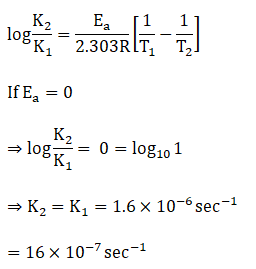 log K₂/K₁ = Eₐ/2.303R [1/T₁ − 1/T₂]
If Eₐ = 0
⇒ log K₂/K₁ = 0 = log₁₀ 1
⇒ K₂ = K₁ = 1.6 × 10⁻⁶ sec⁻¹
= 16 × 10⁻⁷ sec⁻¹